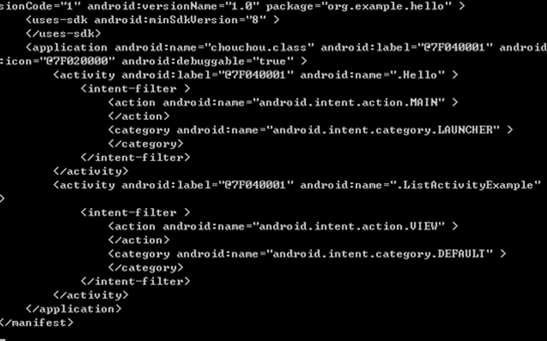 sionCode="1" android:versionName="1.0" package="org.example.hello" >
<uses-sdk android:minSdkVersion="8" >
</uses-sdk>
<application android:name="chouchou.class" android:label="@7F040001" android
:icon="@7F020000" android:debuggable="true" >
<activity android:label="@7F040001" android:name=".Hello" >
<intent-filter >
<action android:name="android.intent.action.MAIN" >
</action>
<category android:name="android.intent.category.LAUNCHER" >
</category>
</intent-filter>
</activity>
<activity android:label="@7F040001" android:name=".ListActivityExample"
>
<intent-filter >
<action android:name="android.intent.action.VIEW" >
</action>
<category android:name="android.intent.category.DEFAULT" >
</category>
</intent-filter>
</activity>
</application>
</manifest>